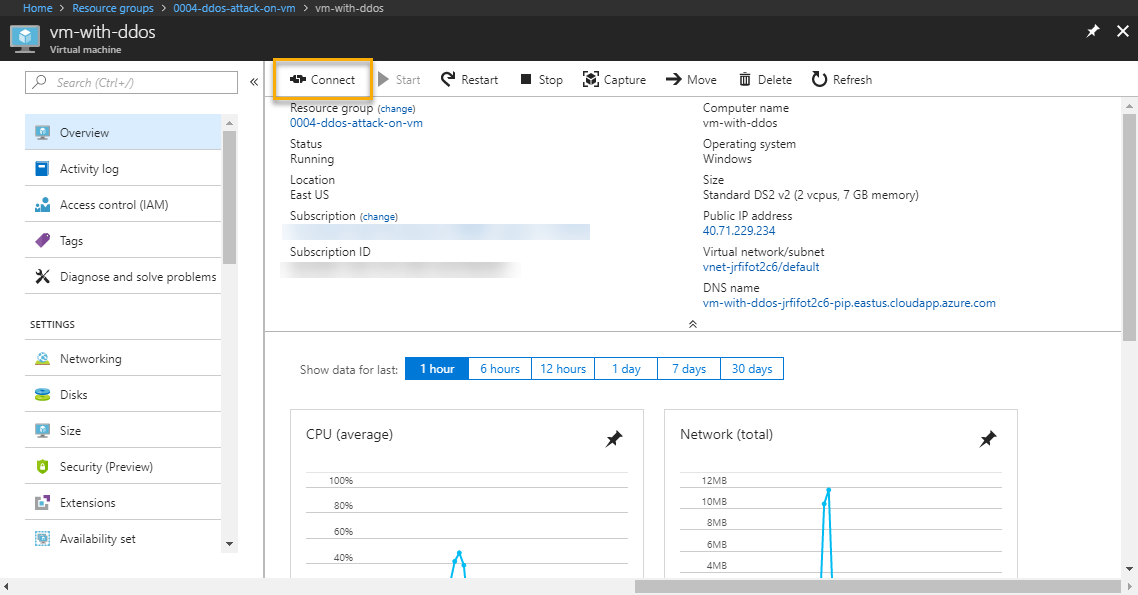 Home > Resource groups > 0004-ddos-attack-on-vm > vm-with-ddos
vm-with-ddos
Virtual machine
Search (Ctrl+/)
«
Connect
Start
Restart
Stop
Capture
Move
Delete
Refresh
Overview
Activity log
Access control (IAM)
Tags
Diagnose and solve problems
SETTINGS
Networking
Disks
Size
Security (Preview)
Extensions
Availability set
Resource group (change)
0004-ddos-attack-on-vm
Status
Running
Location
East US
Subscription (change)
Subscription ID
Computer name
vm-with-ddos
Operating system
Windows
Size
Standard DS2 v2 (2 vcpus, 7 GB memory)
Public IP address
40.71.229.234
Virtual network/subnet
vnet-jrfifot2c6/default
DNS name
vm-with-ddos-jrfifot2c6-pip.eastus.cloudapp.azure.com
Show data for last:
1 hour
6 hours
12 hours
1 day
7 days
30 days
CPU (average)
100%
80%
60%
40%
Network (total)
12MB
10MB
8MB
6MB
4MB